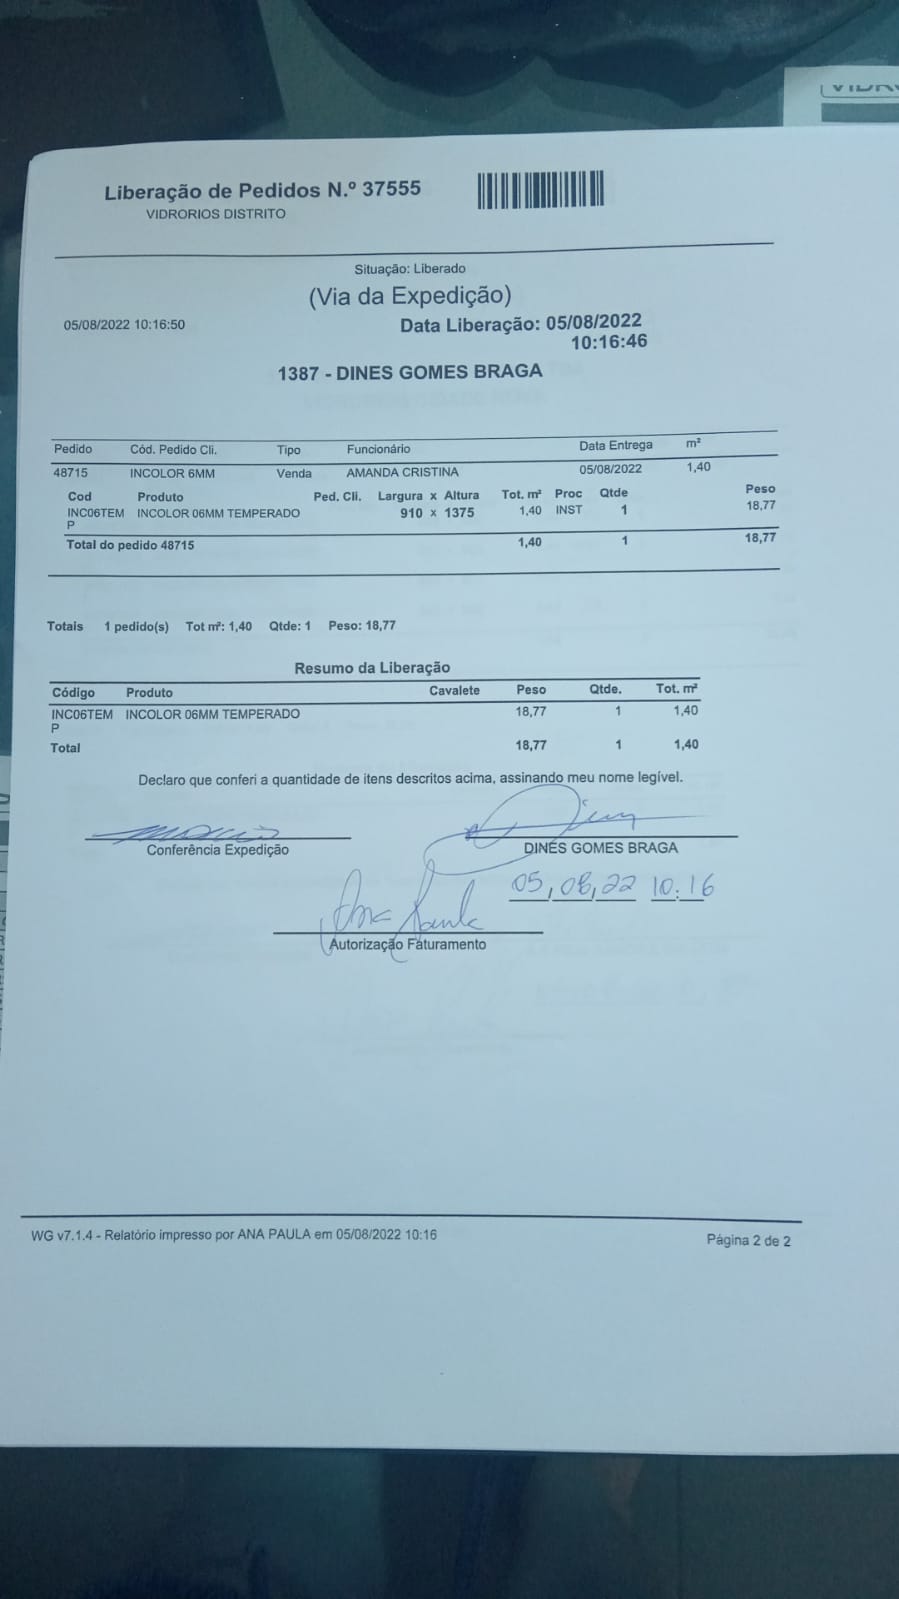 VIDR
Liberação de Pedidos N.º 37555
VIDRORIOS DISTRITO
Situação: Liberado
(Via da Expedição)
05/08/2022 10:16:50
Data Liberação: 05/08/2022
10:16:46
1387 - DINES GOMES BRAGA
Pedido Cód. Pedido Cli. Tipo Funcionário Data Entrega m²
48715 INCOLOR 6MM Venda AMANDA CRISTINA 05/08/2022 1,40
Cod Produto Ped. Cli. Largura x Altura Tot. m² Proc Qtde Peso
INC06TEM INCOLOR 06MM TEMPERADO 910 x 1375 1,40 INST 1 18,77
P
Total do pedido 48715 1,40 1 18,77
Totais 1 pedido(s) Tot m²: 1,40 Qtde: 1 Peso: 18,77
Resumo da Liberação
Código Produto Cavalete Peso Qtde. Tot. m²
INC06TEM INCOLOR 06MM TEMPERADO 18,77 1 1,40
P
Total 18,77 1 1,40
Declaro que conferi a quantidade de itens descritos acima, assinando meu nome legível.
Conferência Expedição
DINES GOMES BRAGA
05,08,22 10:16
Ana Paula
Autorização Faturamento
WG v7.1.4 - Relatório impresso por ANA PAULA em 05/08/2022 10:16
Página 2 de 2